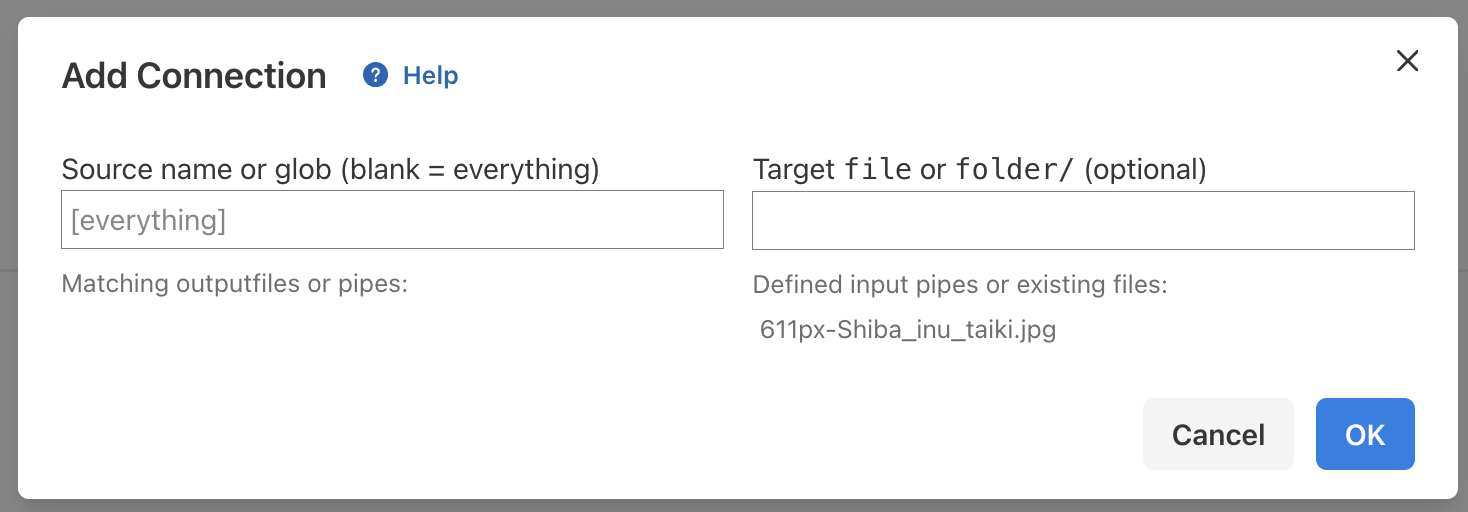 Add Connection ? Help
Source name or glob (blank = everything)
[everything]
Matching outputfiles or pipes:
Target file or folder/ (optional)
Defined input pipes or existing files:
611px-Shiba_inu_taiki.jpg
Cancel OK